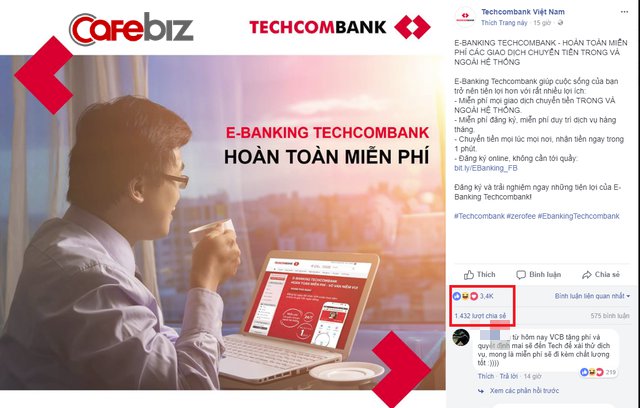 CAFEBIZ
TECHCOMBANK
E-BANKING TECHCOMBANK
HOÀN TOÀN MIỄN PHÍ
Techcombank Việt Nam
Thích Trang này · 15 giờ ·
E-BANKING TECHCOMBANK - HOÀN TOÀN MIỄN
PHÍ CÁC GIAO DỊCH CHUYỂN TIỀN TRONG VÀ
NGOÀI HỆ THỐNG
E-Banking Techcombank giúp cuộc sống của bạn
trở nên tiện lợi hơn với rất nhiều lợi ích:
- Miễn phí mọi giao dịch chuyển tiền TRONG VÀ
NGOÀI HỆ THỐNG.
- Miễn phí đăng ký, miễn phí duy trì dịch vụ hàng
tháng.
- Chuyển tiền mọi lúc mọi nơi, nhận tiền ngay trong
1 phút.
- Đăng ký online, không cần tới quầy:
bit.ly/EBanking_FB
Đăng ký và trải nghiệm ngay những tiện lợi của E-
Banking Techcombank!
#Techcombank #zerofee #EbankingTechcombank
Thích Bình luận Chia sẻ
3,4K Bình luận liên quan nhất
1.432 lượt chia sẻ 575 bình luận
từ hôm nay VCB tăng phí và
quyết định mai sẽ đến Tech để xài thử dịch
vụ, mong là miễn phí sẽ đi kèm chất lượng
tốt :))))
219
Thích · Trả lời · 14 giờ
Xem các phản hồi trước
E-BANKING TECHCOMBANK